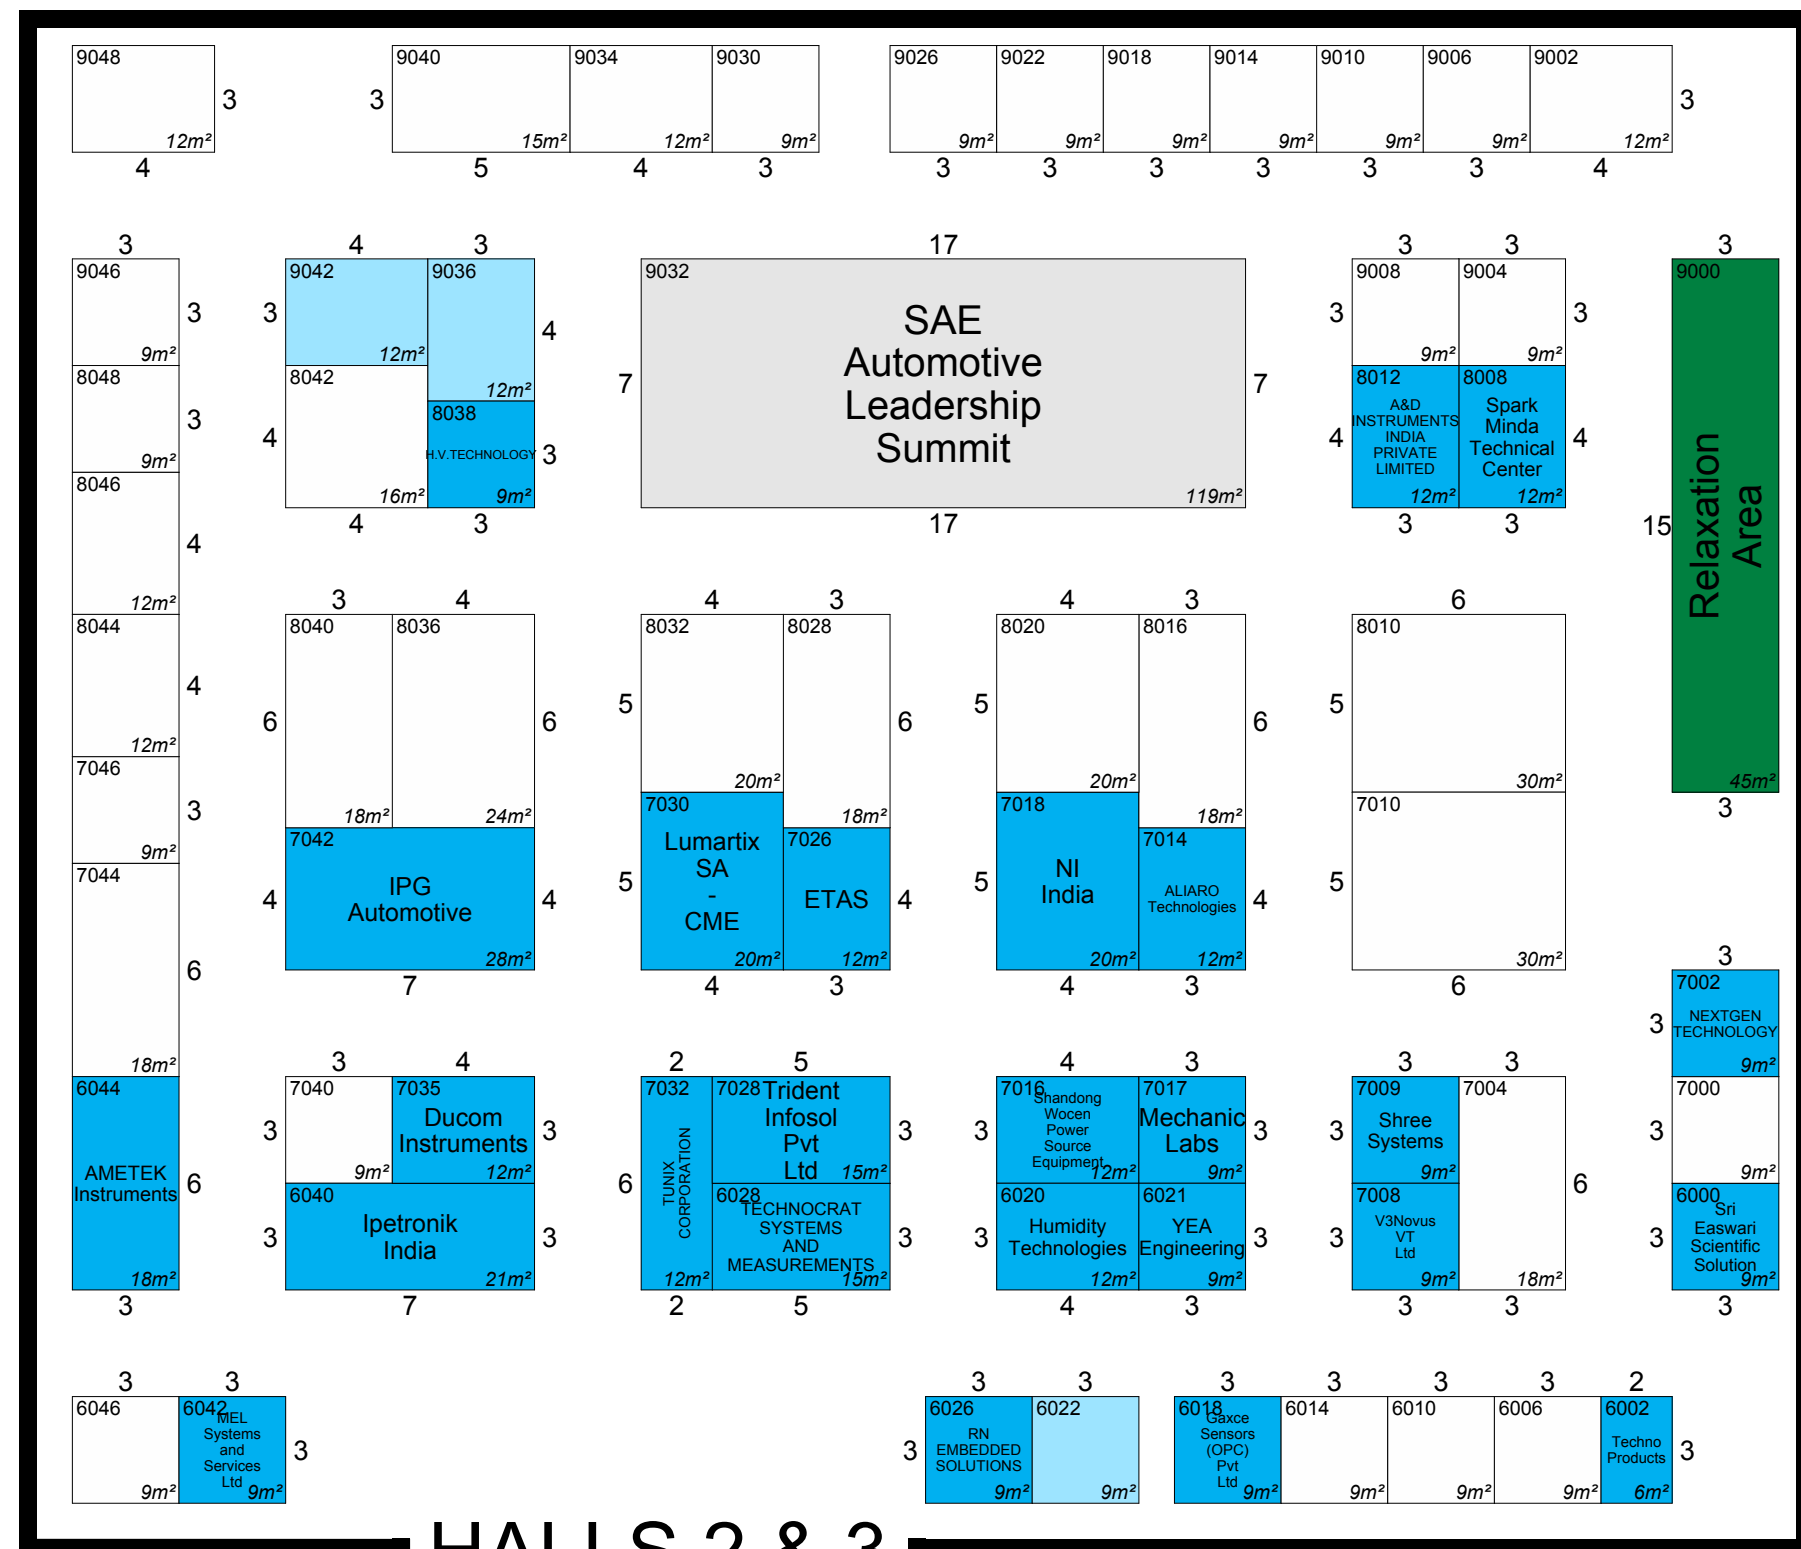 9048 9040 9034 9030 9026 9022 9018 9014 9010 9006 9002
3 3 3
12m² 15m² 12m² 9m² 9m² 9m² 9m² 9m² 9m² 9m² 12m²
4 5 4 3 3 3 3 3 3 3 4
3 4 3 17 3 3 3
9046
3
9m²
8048
3
9m²
8046
4
12m²
8044
4
12m²
7046
3
9m²
7044
6
18m²
6044
AMETEK
Instruments
6
18m²
3
9042
3
12m²
9036
4
12m²
8042
4
16m²
8038
H.V.TECHNOLOGY
3
9m²
4 3
9032
SAE
Automotive
Leadership
Summit
7 7
119m²
17
9008
3
9m²
9004
3
9m²
8012
A&D
INSTRUMENTS
INDIA
PRIVATE
LIMITED
4
12m²
8008
Spark
Minda
Technical
Center
4
12m²
3 3
9000
Relaxation
Area
15
45m²
3
3 4
8040
6
18m²
8036
6
24m²
7042
IPG
Automotive
4 4
28m²
7
4 3
8032
5
20m²
8028
6
18m²
7030
Lumartix
SA
-
CME
5
20m²
7026
ETAS
4
12m²
4 3
4 3
8020
5
20m²
8016
6
18m²
7018
NI
India
5
20m²
7014
ALIARO
Technologies
4
12m²
4 3
6
8010
5
30m²
7010
5
30m²
6
3
7002
NEXTGEN
TECHNOLOGY
3
9m²
7000
3
9m²
6000
Sri
Easwari
Scientific
Solution
3
9m²
3
3 4
7040
3
9m²
7035
Ducom
Instruments
3
12m²
6040
Ipetronik
India
3 3
21m²
7
2 5
7032
TUNIX
CORPORATION
6
12m²
7028
Trident
Infosol
Pvt
Ltd
3
15m²
6028
TECHNOCRAT
SYSTEMS
AND
MEASUREMENTS
3
15m²
2 5
4 3
7016
Shandong
Wocen
Power
Source
Equipment
3
12m²
7017
Mechanic
Labs
3
9m²
6020
Humidity
Technologies
3
12m²
6021
YEA
Engineering
3
9m²
4 3
3 3
7009
Shree
Systems
3
9m²
7004
6
18m²
7008
V3Novus
VT
Ltd
3
9m²
3 3
3 3
6046
9m²
6042
MEL
Systems
and
Services
Ltd
3
9m²
3 3
6026
RN
EMBEDDED
SOLUTIONS
3
9m²
6022
9m²
3 3 3 3 2
6018
Gaxce
Sensors
(OPC)
Pvt
Ltd
9m²
6014
9m²
6010
9m²
6006
9m²
6002
Techno
Products
3
6m²
HALLS 2 & 3